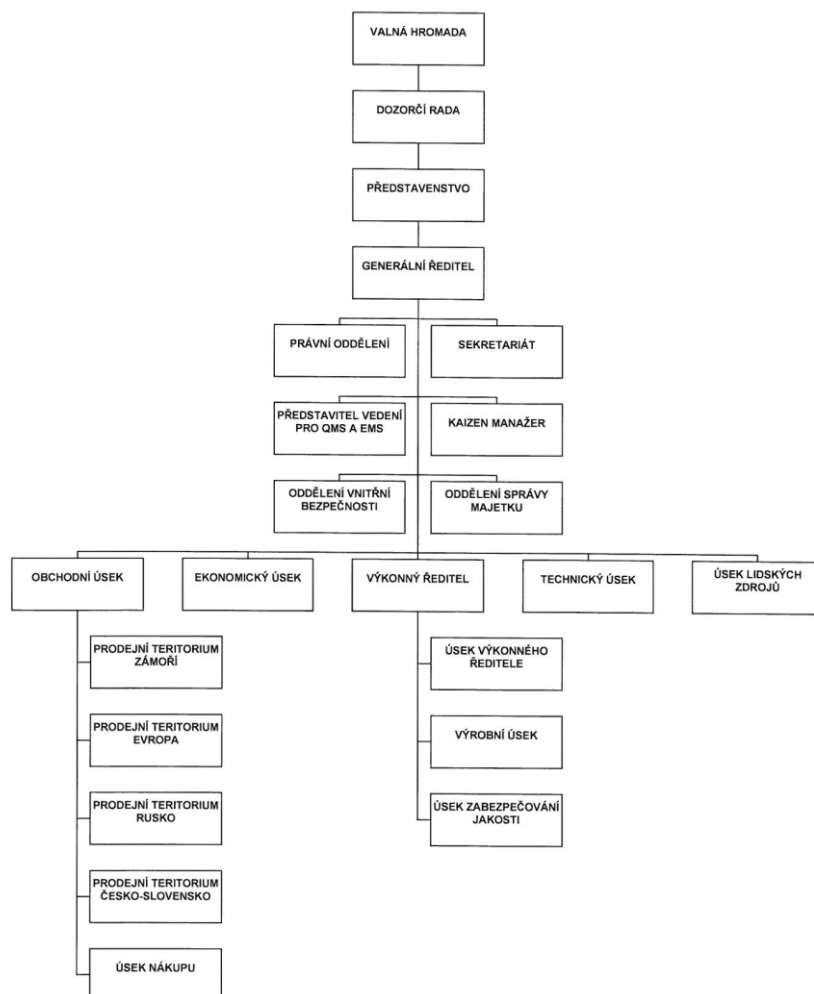 VALNÁ HROMADA
DOZORČÍ RADA
PŘEDSTAVENSTVO
GENERÁLNÍ ŘEDITEL
PRÁVNÍ ODDĚLENÍ
SEKRETARIÁT
PŘEDSTAVITEL VEDENÍ
PRO QMS A EMS
KAIZEN MANAŽER
ODDĚLENÍ VNITŘNÍ
BEZPEČNOSTI
ODDĚLENÍ SPRÁVY
MAJETKU
OBCHODNÍ ÚSEK
EKONOMICKÝ ÚSEK
VÝKONNÝ ŘEDITEL
TECHNICKÝ ÚSEK
ÚSEK LIDSKÝCH
ZDROJŮ
PRODEJNÍ TERITORIUM
ZÁMOŘÍ
PRODEJNÍ TERITORIUM
EVROPA
PRODEJNÍ TERITORIUM
RUSKO
PRODEJNÍ TERITORIUM
ČESKO-SLOVENSKO
ÚSEK NÁKUPU
ÚSEK VÝKONNÉHO
ŘEDITELE
VÝROBNÍ ÚSEK
ÚSEK ZABEZPEČOVÁNÍ
JAKOSTI